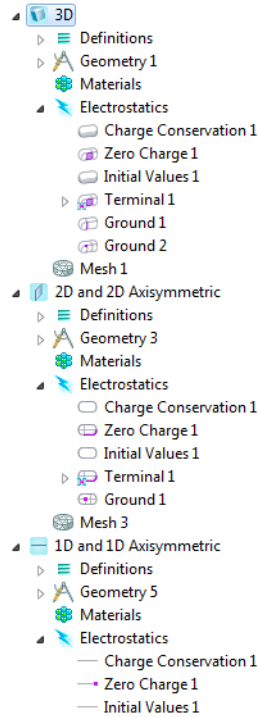 3D
Definitions
Geometry 1
Materials
Electrostatics
Charge Conservation 1
Zero Charge 1
Initial Values 1
Terminal 1
Ground 1
Ground 2
Mesh 1
2D and 2D Axisymmetric
Definitions
Geometry 3
Materials
Electrostatics
Charge Conservation 1
Zero Charge 1
Initial Values 1
Terminal 1
Ground 1
Mesh 3
1D and 1D Axisymmetric
Definitions
Geometry 5
Materials
Electrostatics
Charge Conservation 1
Zero Charge 1
Initial Values 1